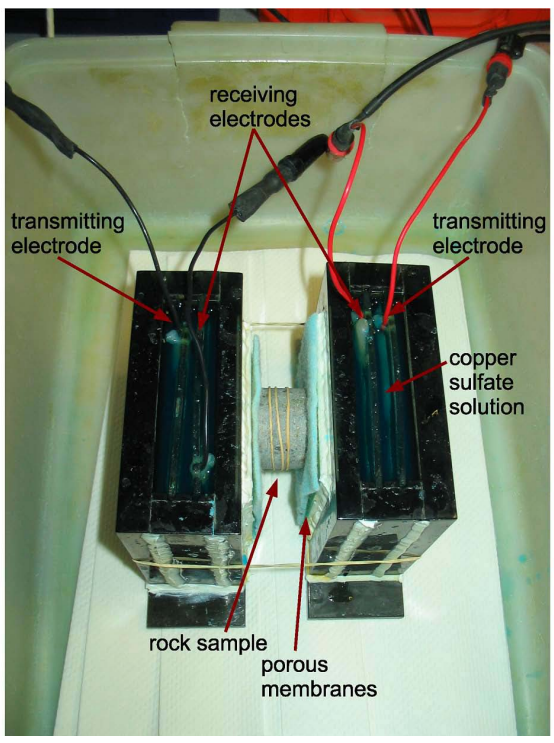 receiving
electrodes
transmitting
electrode
transmitting
electrode
copper
sulfate
solution
rock sample
porous
membranes